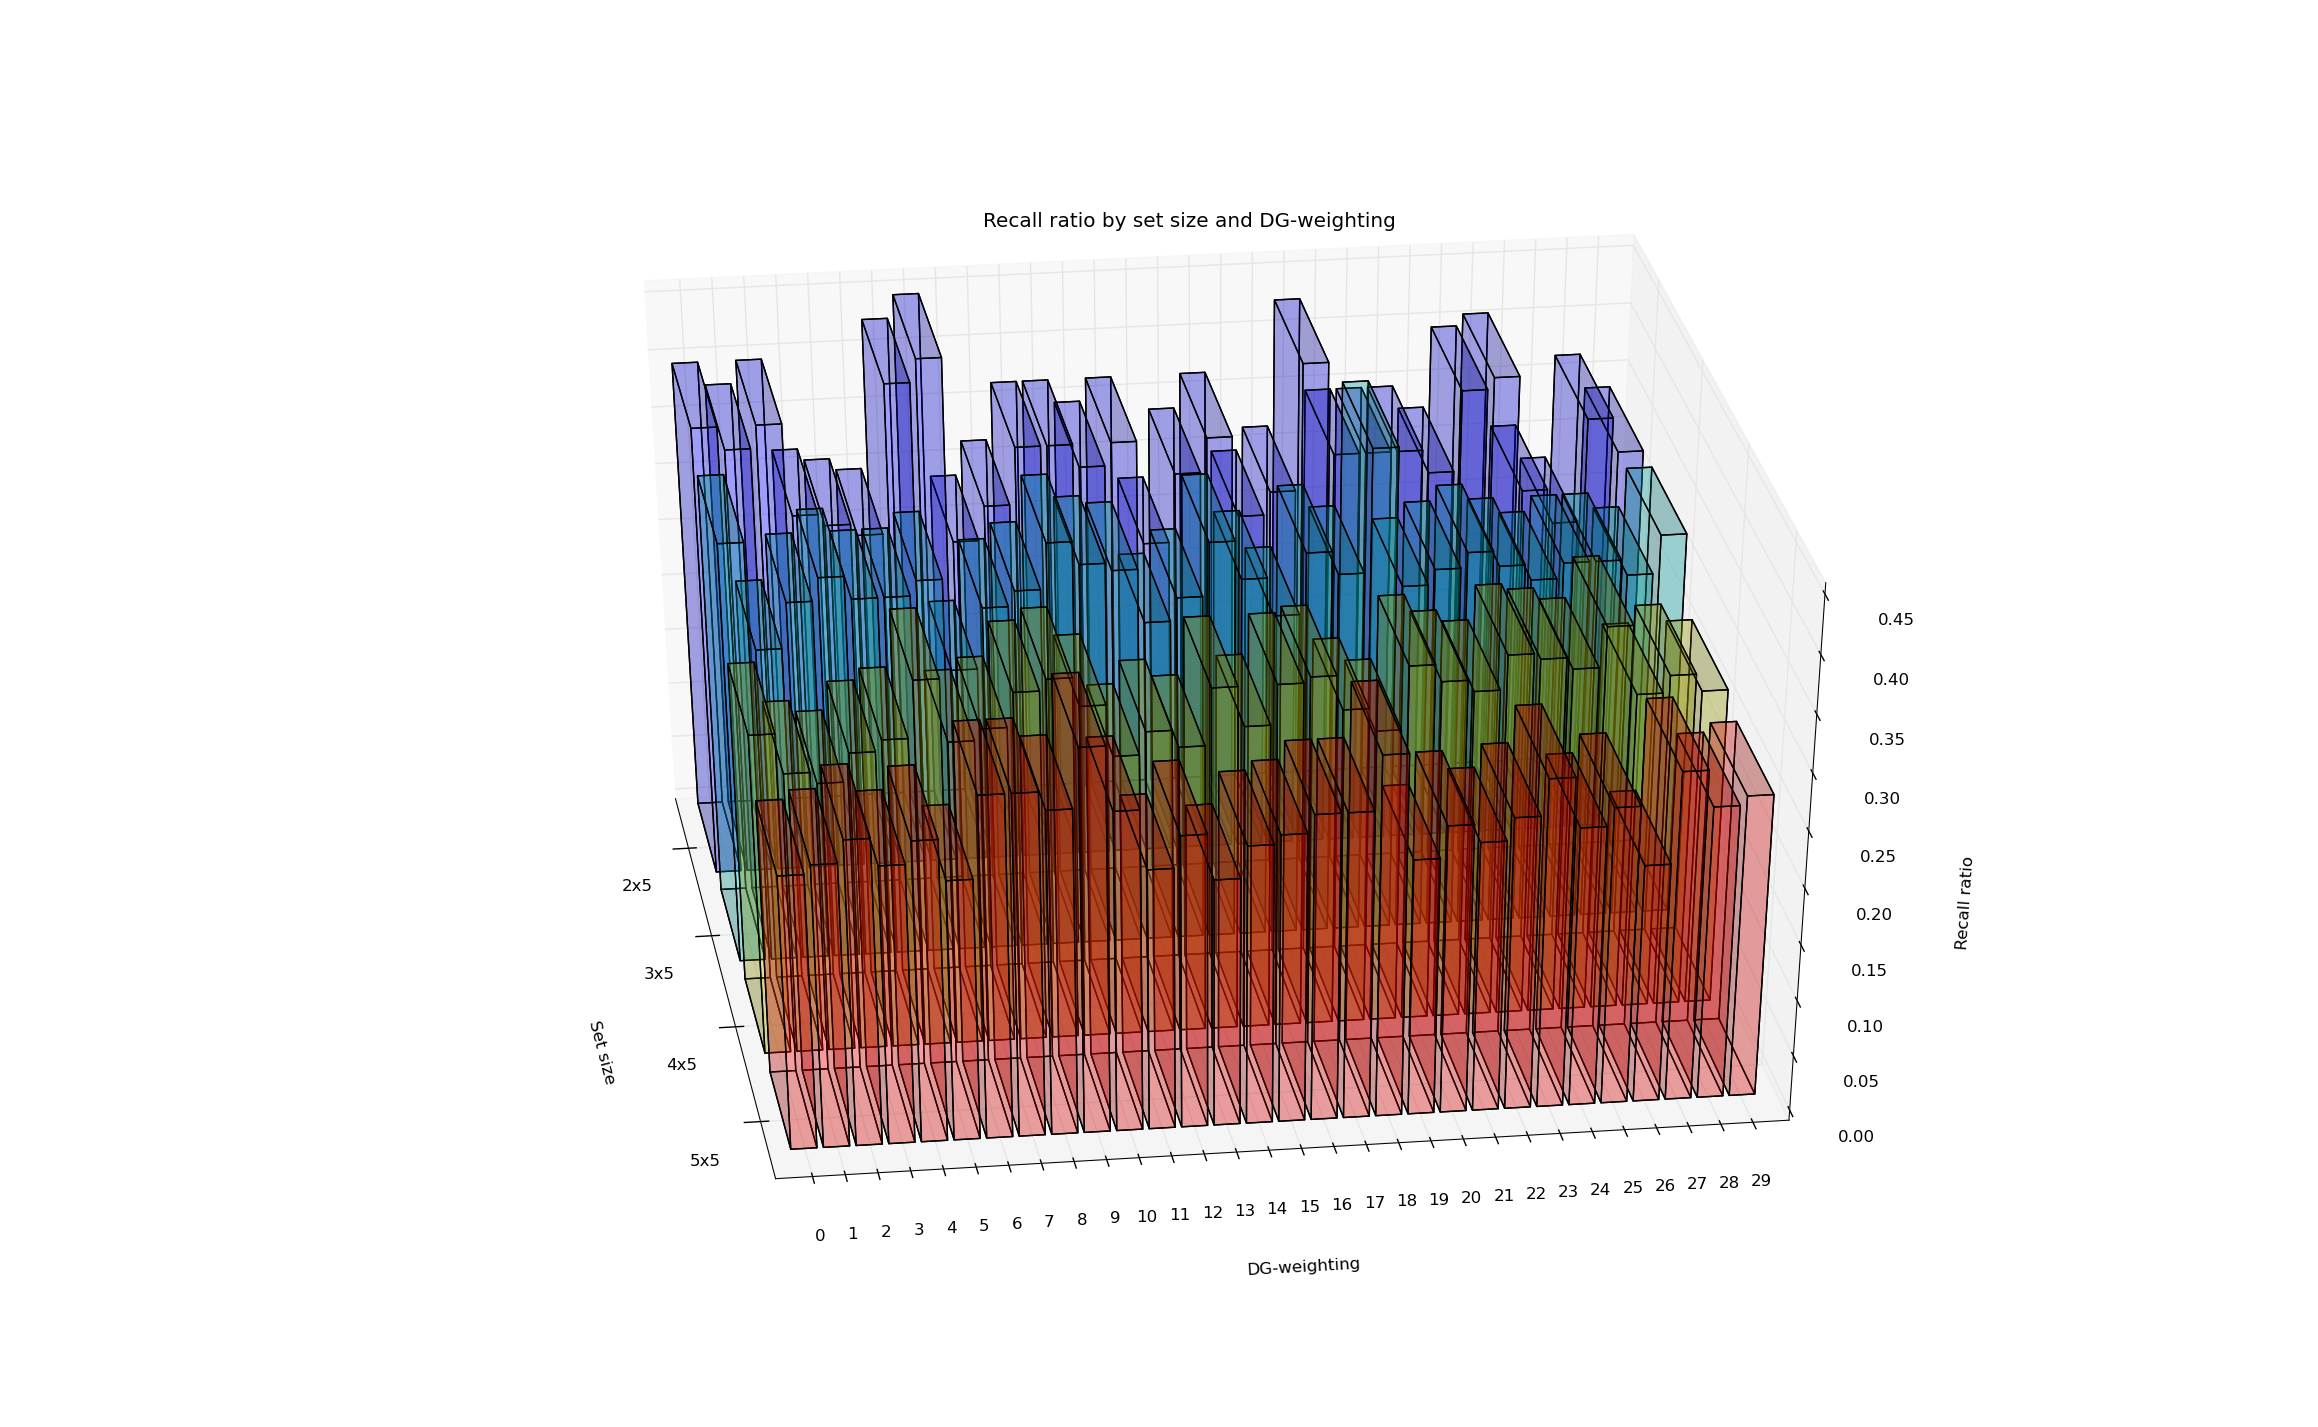 Recall ratio by set size and DG-weighting
0.45
0.40
0.35
0.30
0.25
0.20
0.15
0.10
0.05
0.00
Recall ratio
2x5
3x5
4x5
5x5
Set size
0 1 2 3 4 5 6 7 8 9 10 11 12 13 14 15 16 17 18 19 20 21 22 23 24 25 26 27 28 29
DG-weighting